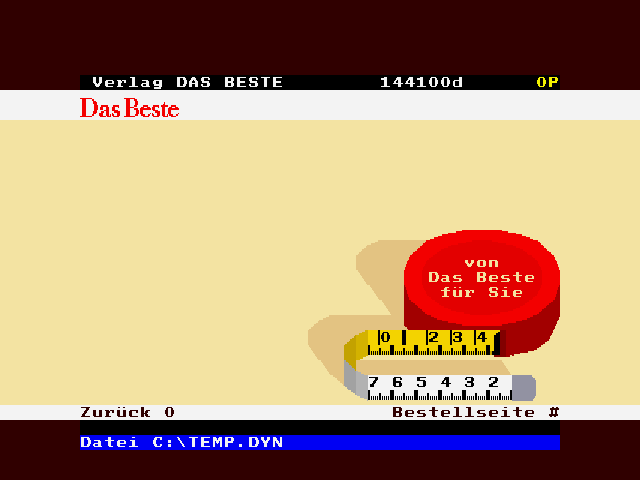 Verlag DAS BESTE 144100d OP
Das Beste
von
Das Beste
für Sie
0 2 3 4
7 6 5 4 3 2
Zurück 0 Bestellseite #
Datei C:\TEMP.DYN